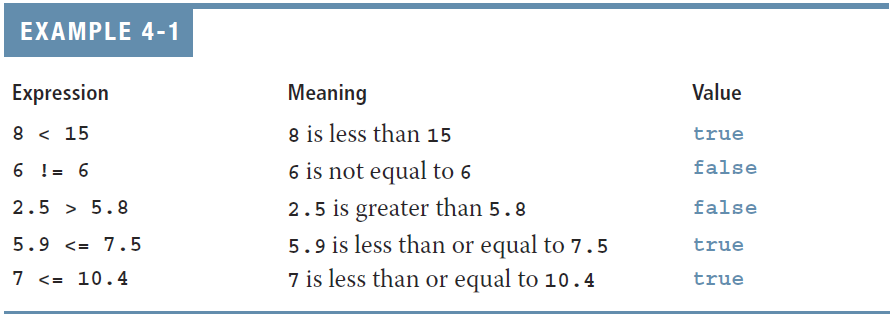 EXAMPLE 4-1
Expression Meaning Value
8 < 15 8 is less than 15 true
6 != 6 6 is not equal to 6 false
2.5 > 5.8 2.5 is greater than 5.8 false
5.9 <= 7.5 5.9 is less than or equal to 7.5 true
7 <= 10.4 7 is less than or equal to 10.4 true